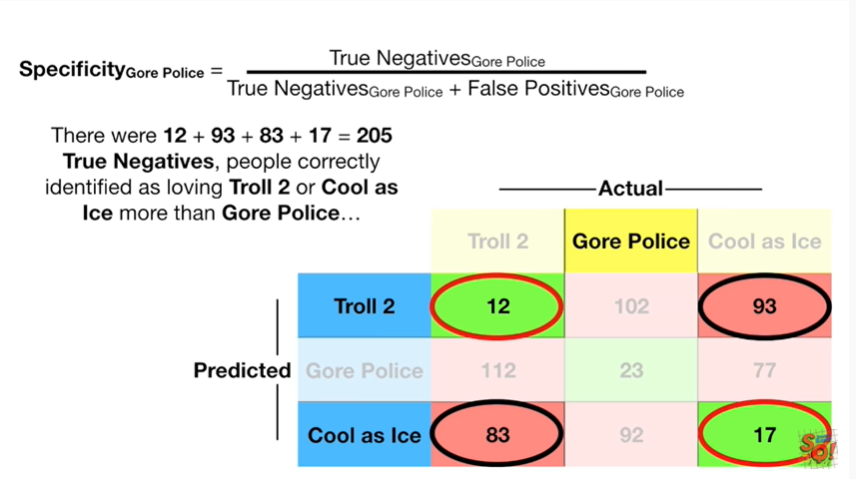 Specificity Gore Police =
True Negatives Gore Police
True Negatives Gore Police + False Positives Gore Police
There were 12 + 93 + 83 + 17 = 205
True Negatives, people correctly
identified as loving Troll 2 or Cool as
Ice more than Gore Police…
Actual
Troll 2 Gore Police Cool as Ice
Troll 2 12 102 93
Predicted Gore Police 112 23 77
Cool as Ice 83 92 17
SQ!